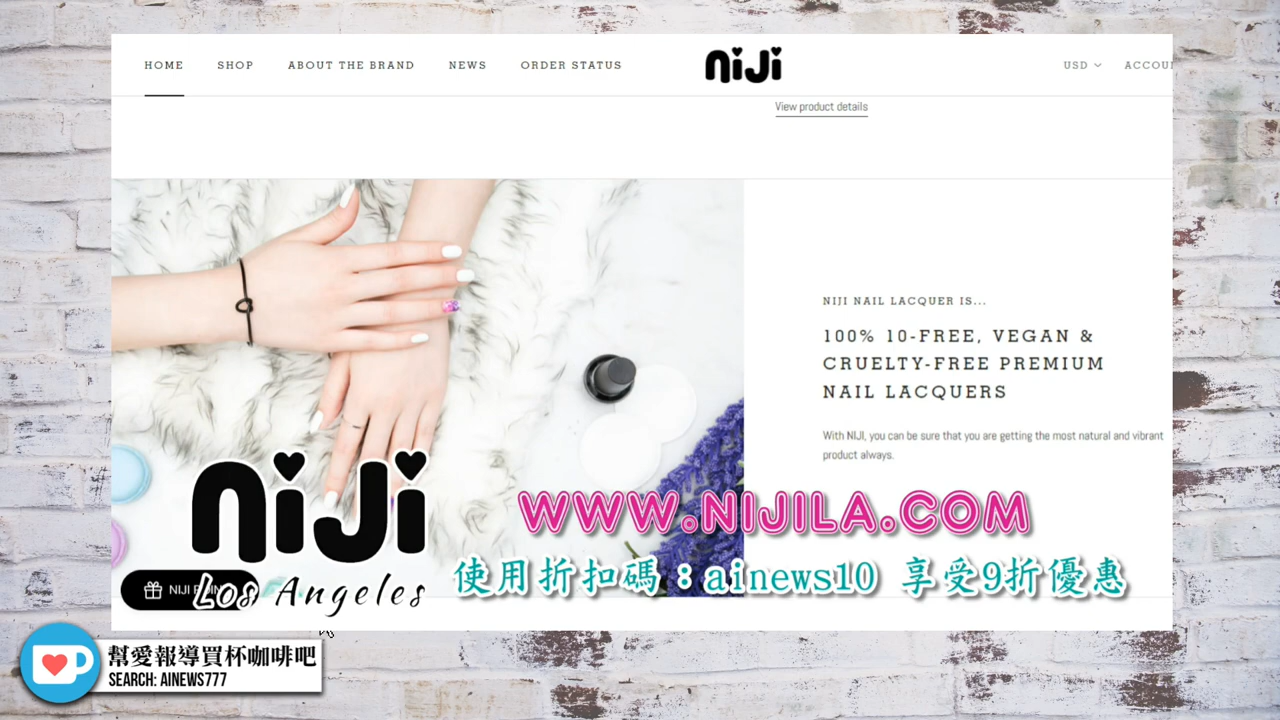 HOME SHOP ABOUT THE BRAND NEWS ORDER STATUS NiJi USD
View product details
NIJI NAIL LACQUER IS...
100% 10-FREE, VEGAN &
CRUELTY-FREE PREMIUM
NAIL LACQUERS
With NIJI, you can be sure that you are getting the most natural and vibrant
product always.
NiJi
Los Angeles
WWW.NIJILA.COM
使用折扣碼：ainews10 享受9折優惠
NIJI
幫愛報導買杯咖啡吧
SEARCH: AINEWS777